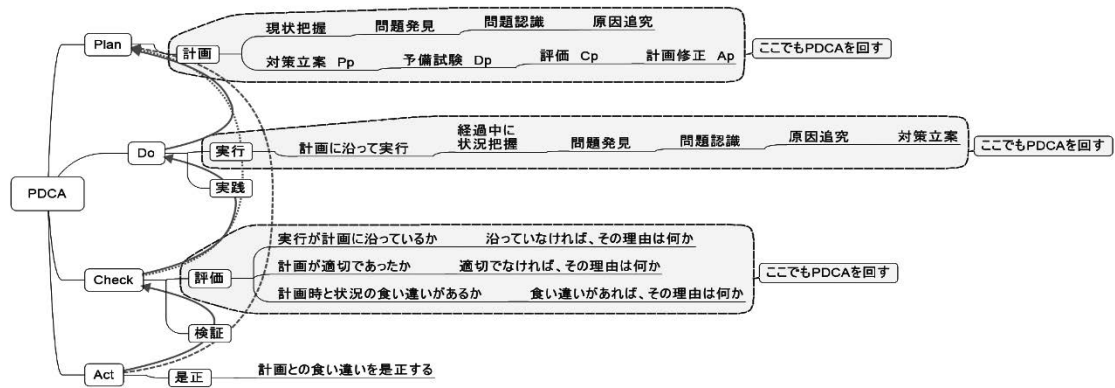 PDCA
Plan
計画
現状把握 問題発見 問題認識 原因追究
対策立案 Pp 予備試験 Dp 評価 Cp 計画修正 Ap
ここでもPDCAを回す
Do
実行
計画に沿って実行
経過中に
状況把握
問題発見 問題認識 原因追究 対策立案
ここでもPDCAを回す
実践
Check
評価
実行が計画に沿っているか 沿っていなければ、その理由は何か
計画が適切であったか 適切でなければ、その理由は何か
計画時と状況の食い違いがあるか 食い違いがあれば、その理由は何か
ここでもPDCAを回す
検証
Act
是正
計画との食い違いを是正する